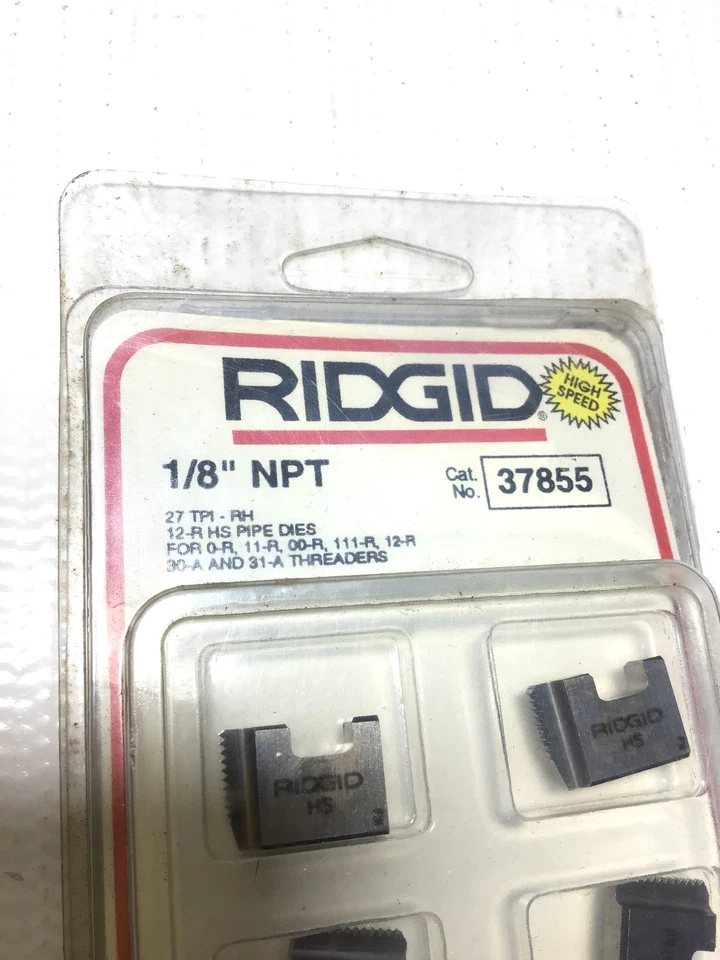 RIDGID®
HIGH
SPEED
1/8" NPT
Cat.
No. 37855
27 TPI - RH
12-R HS PIPE DIES
FOR 0-R, 11-R, 00-R, 111-R, 12-R
30-A AND 31-A THREADERS
RIDGID
HS
2
RIDGID
HS